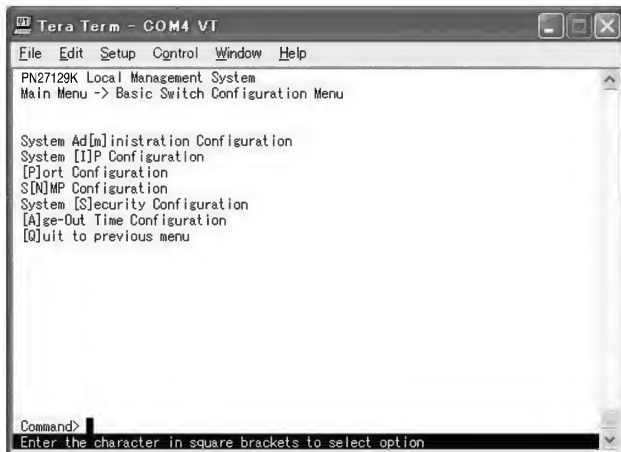 Tera Term - COM4 VT
File Edit Setup Control Window Help
PN27129K Local Management System
Main Menu -> Basic Switch Configuration Menu
System Ad[m]inistration Configuration
System [I]P Configuration
[P]ort Configuration
S[N]MP Configuration
System [S]ecurity Configuration
[A]ge-Out Time Configuration
[Q]uit to previous menu
Command>
Enter the character in square brackets to select option